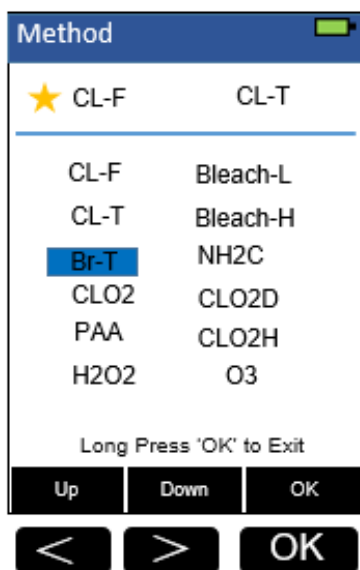 Method
CL-F CL-T
CL-F Bleach-L
CL-T Bleach-H
Br-T NH2C
CLO2 CLO2D
PAA CLO2H
H2O2 O3
Long Press 'OK' to Exit
Up Down OK
< > OK